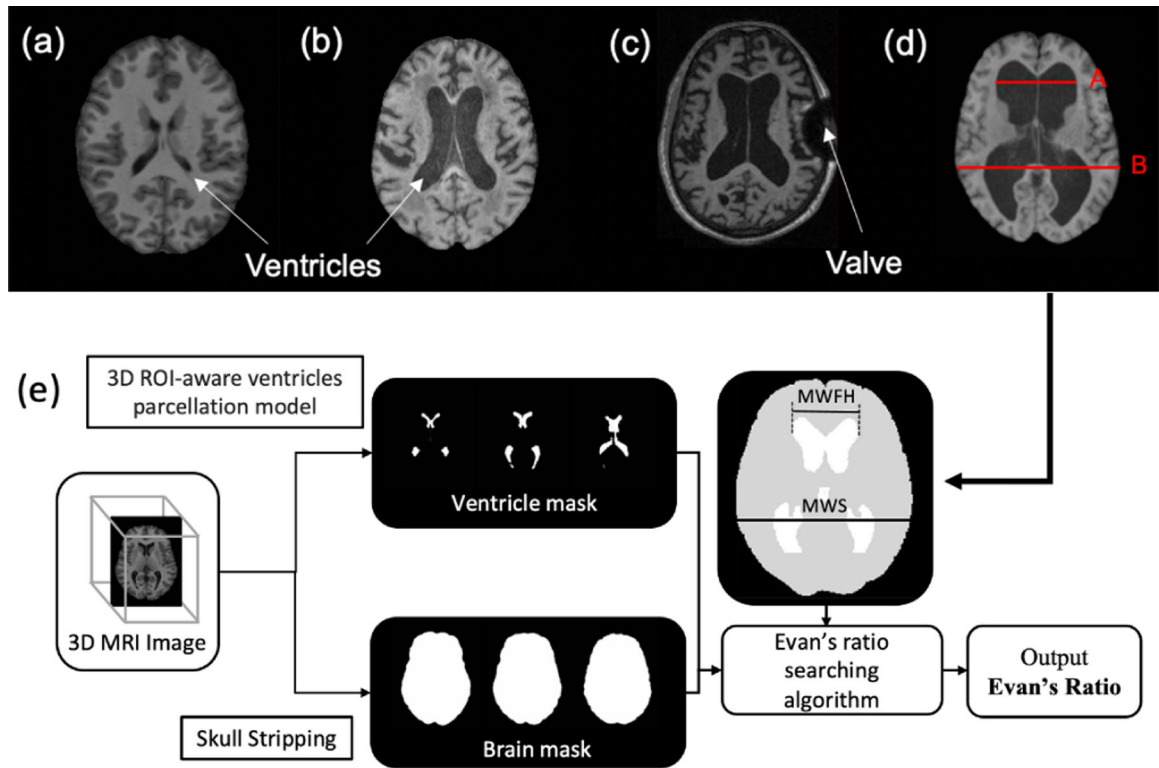 (a)
(b)
(c)
(d)
A
B
Ventricles
Valve
(e)
3D ROI-aware ventricles
parcellation model
MWFH
Ventricle mask
MWS
3D MRI Image
Evan's ratio
searching
algorithm
Output
Evan's Ratio
Skull Stripping
Brain mask